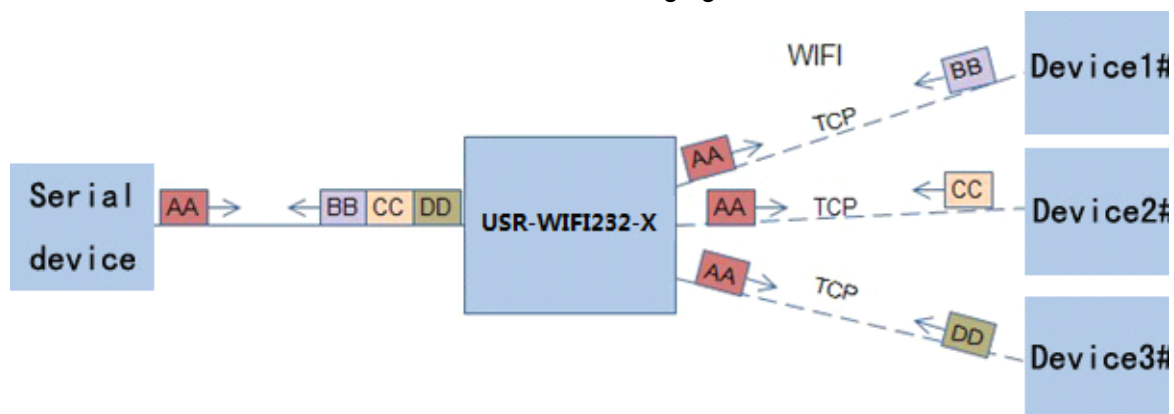 WIFI
BB
Device1#
TCP
AA
Serial
device
AA
BB CC DD
USR-WIFI232-X
AA
TCP
CC
Device2#
AA
TCP
DD
Device3#